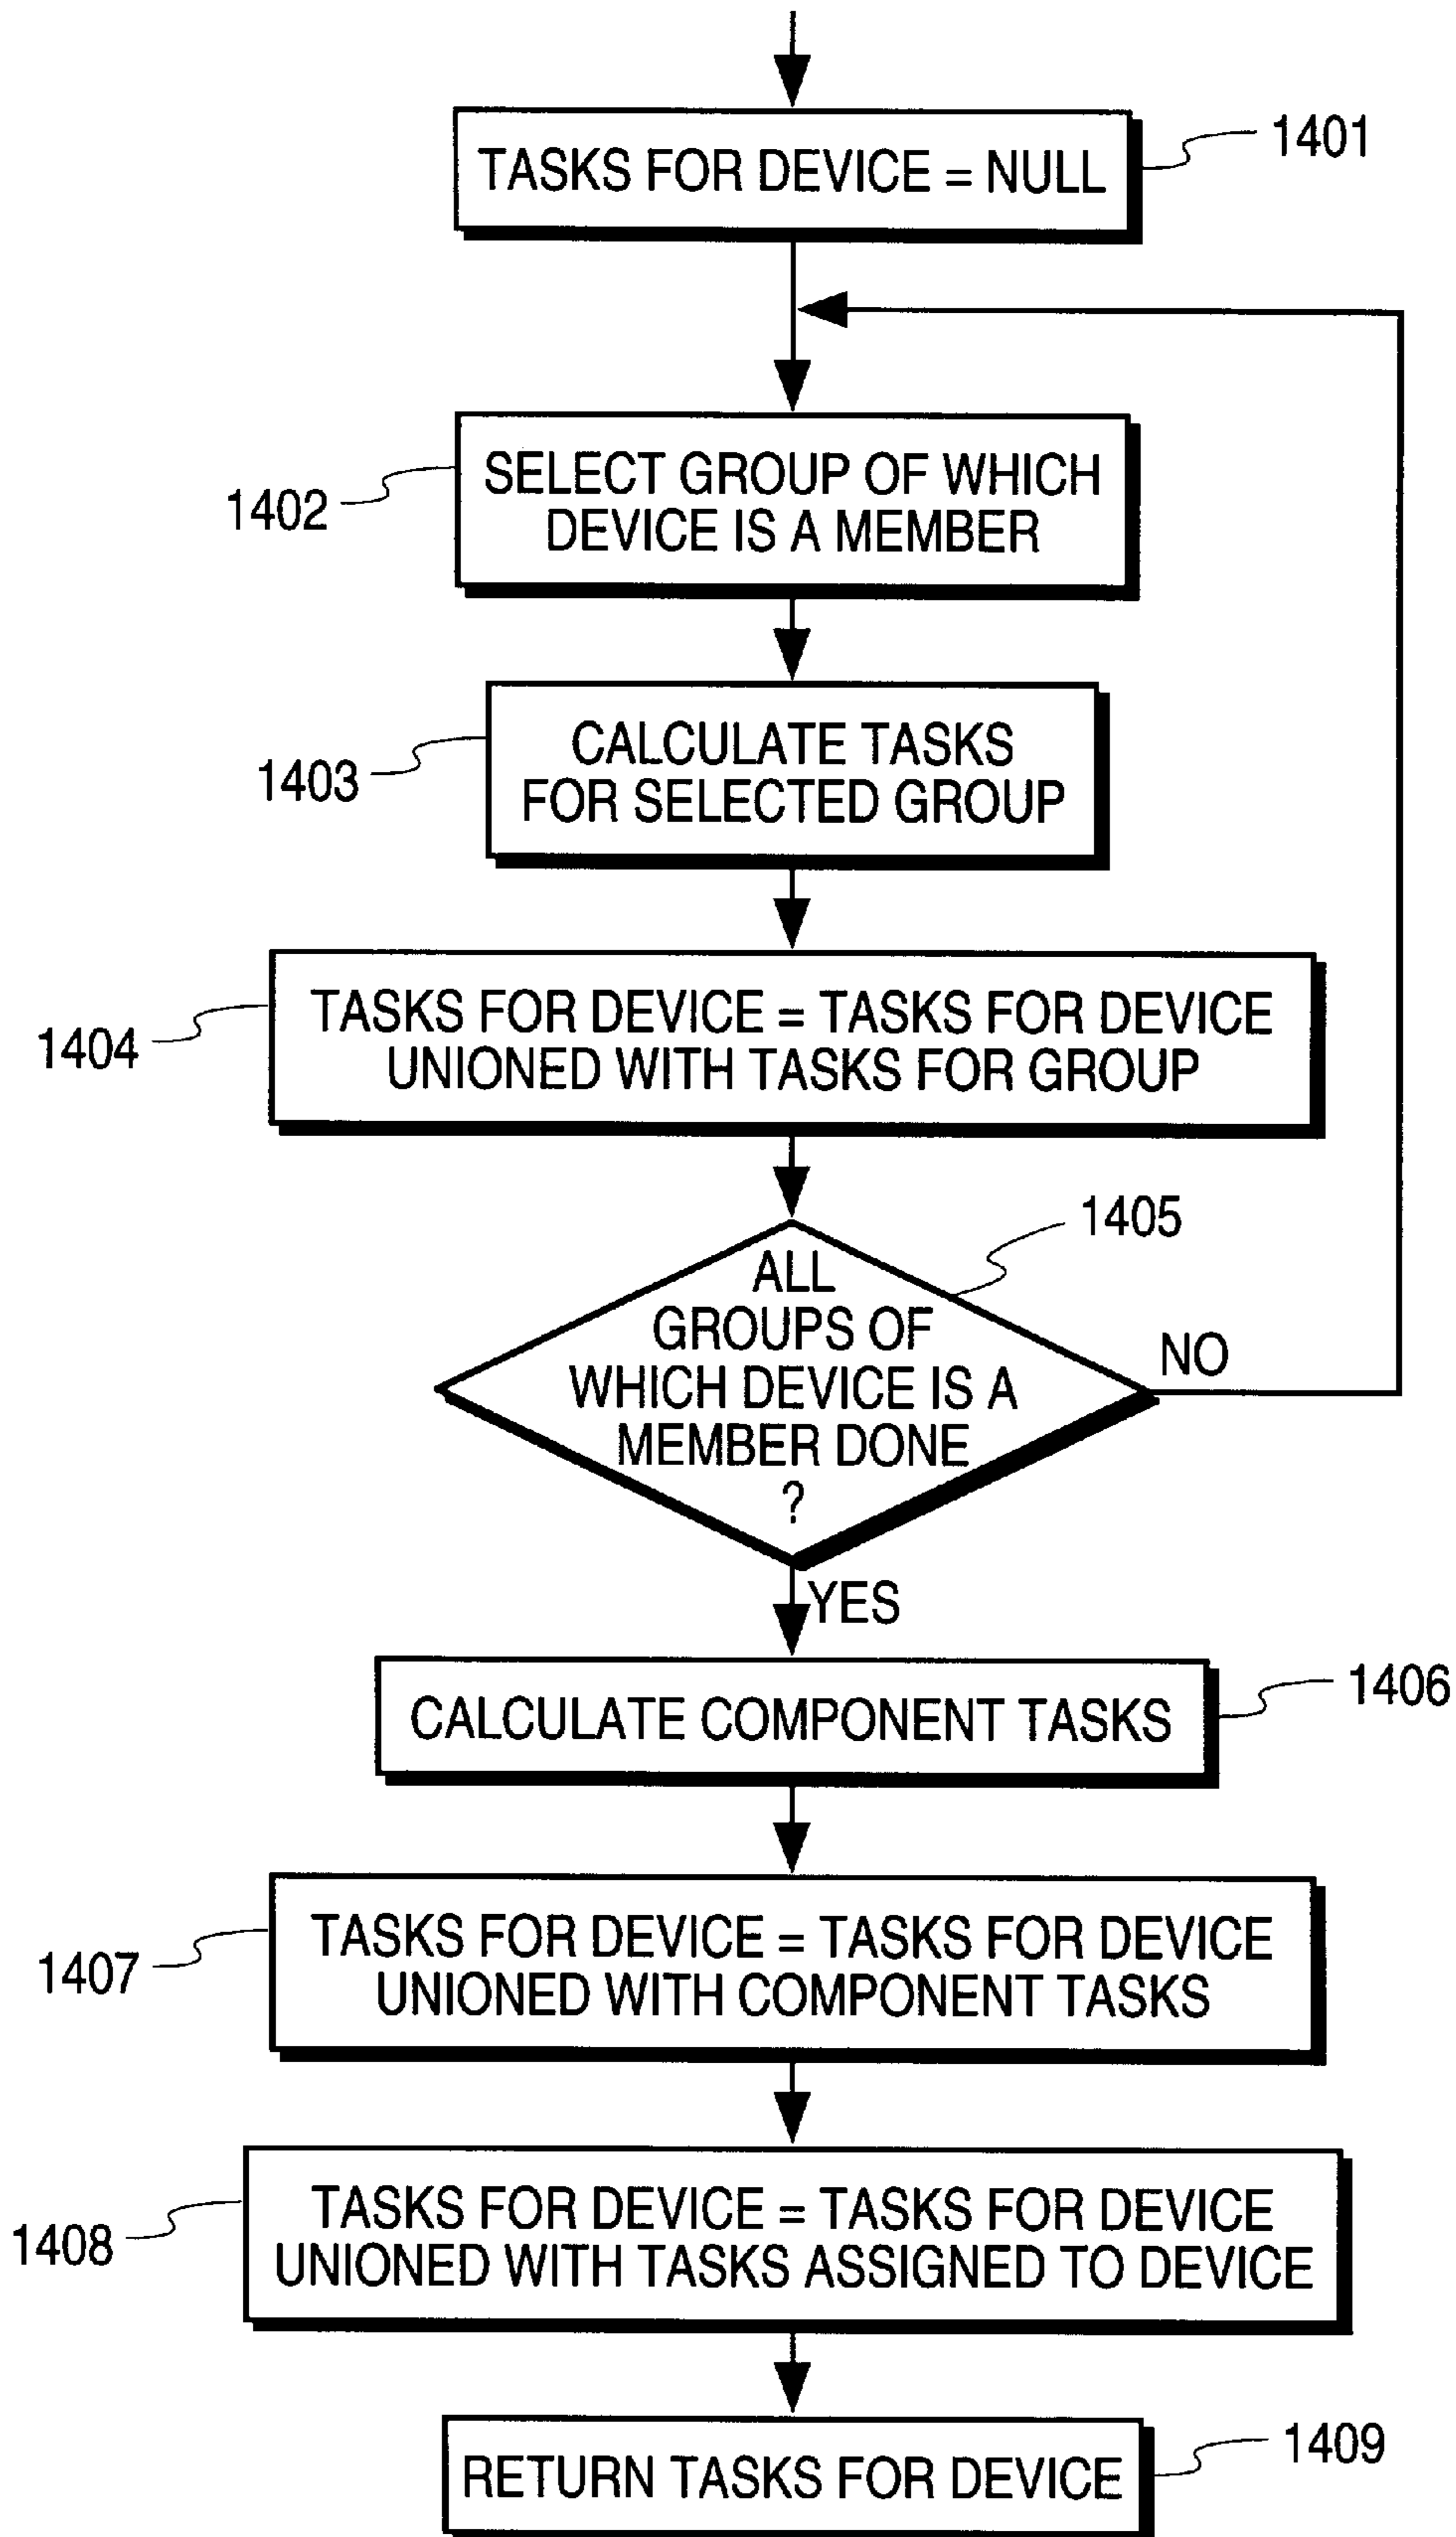 TASKS FOR DEVICE = NULL
1401
SELECT GROUP OF WHICH
DEVICE IS A MEMBER
1402
CALCULATE TASKS
FOR SELECTED GROUP
1403
TASKS FOR DEVICE = TASKS FOR DEVICE
UNIONED WITH TASKS FOR GROUP
1404
1405
ALL
GROUPS OF
WHICH DEVICE IS A
MEMBER DONE
?
NO
YES
CALCULATE COMPONENT TASKS
1406
TASKS FOR DEVICE = TASKS FOR DEVICE
UNIONED WITH COMPONENT TASKS
1407
TASKS FOR DEVICE = TASKS FOR DEVICE
UNIONED WITH TASKS ASSIGNED TO DEVICE
1408
RETURN TASKS FOR DEVICE
1409